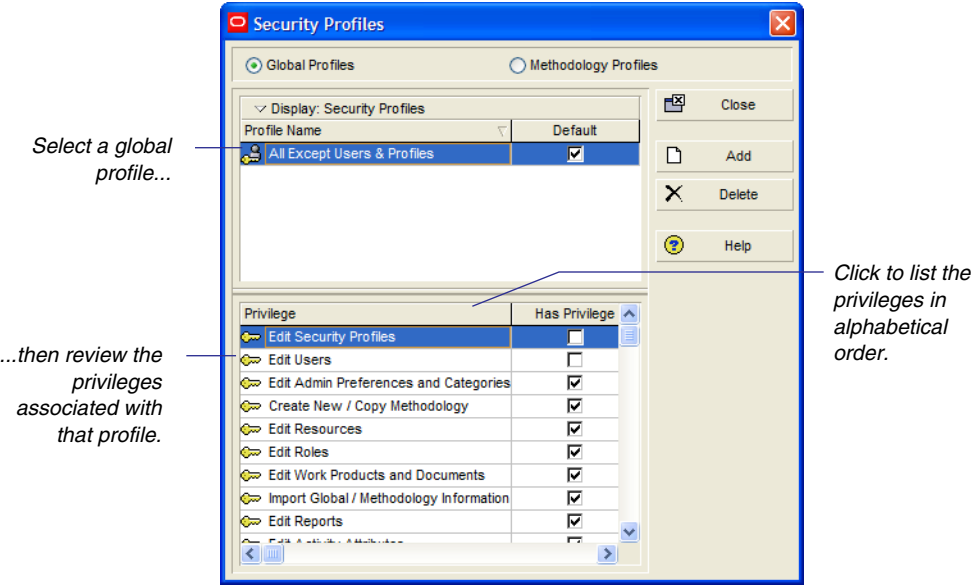 Security Profiles
Global Profiles
Methodology Profiles
Display: Security Profiles
Profile Name
Default
All Except Users & Profiles
Close
Add
Delete
Help
Select a global
profile...
Click to list the
privileges in
alphabetical
order.
...then review the
privileges
associated with
that profile.
Privilege
Has Privilege
Edit Security Profiles
Edit Users
Edit Admin Preferences and Categories
Create New / Copy Methodology
Edit Resources
Edit Roles
Edit Work Products and Documents
Import Global / Methodology Information
Edit Reports
Edit Activity Attributes